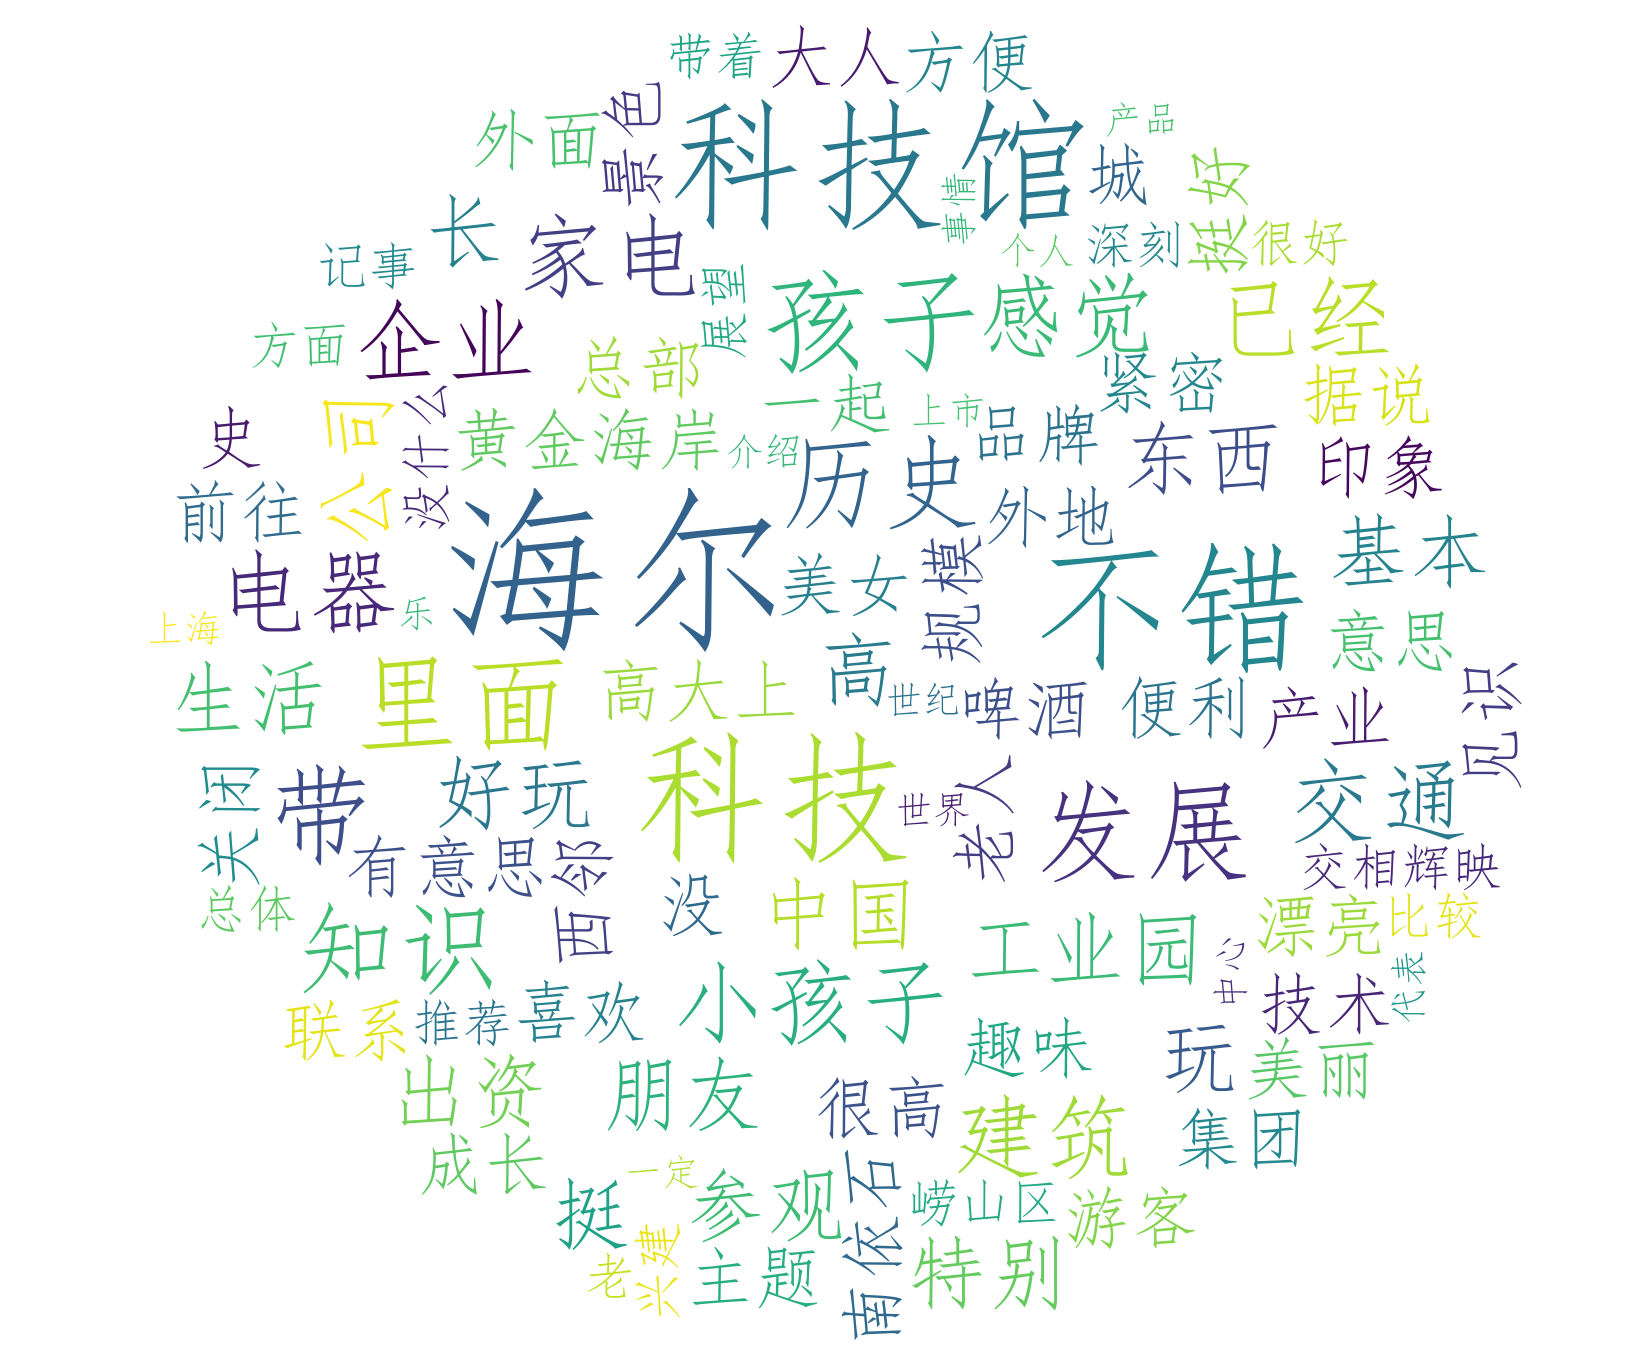 带着
大人
方便
外面
景色
科技馆
产品
城
挺好
事情
长
家电
记事
展望
个人
深刻
很好
孩子
感觉
已经
方面
企业
总部
紧密
据说
公司
没什么
黄金海岸
一起
上市
介绍
品牌
东西
印象
史
前往
历史
外地
海尔
不错
基本
电器
乐
美女
规模
意思
上海
生活
里面
高大上
高
世纪
啤酒
便利
产业
见识
关闭
带
好玩
科技
世界
老人
发展
交通
有意思
西邻
没
中国
交相辉映
总体
知识
工业园
漂亮
比较
中心
技术
代表
联系
推荐
喜欢
小孩子
趣味
玩
美丽
出资
朋友
很高
建筑
集团
成长
一定
挺
参观
南依石
崂山区
游客
老
兴建
主题
特别